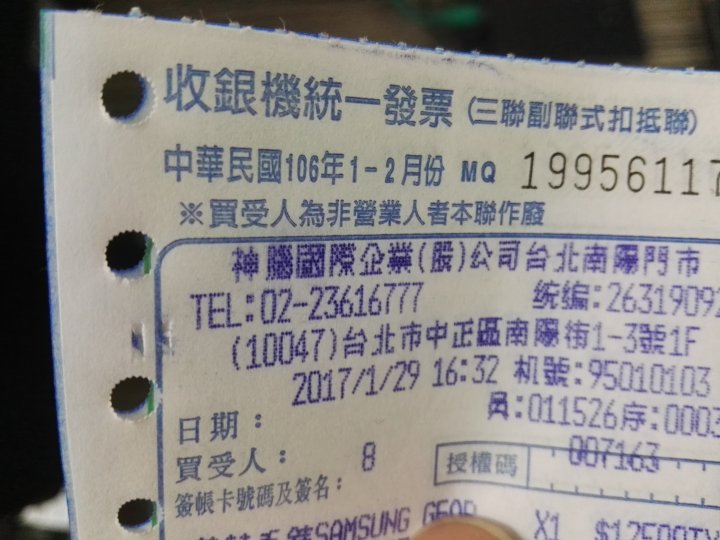 收銀機統一發票 (三聯副聯式扣抵聯)
中華民國106年1-2月份 MQ 19956117
※買受人為非營業人者本聯作廢
神腦國際企業(股)公司台北南陽門市
TEL:02-23616777 统编:2631909
(10047)台北市中正區南陽街1-3號1F
2017/1/29 16:32 机號:95010103
員:011526序:0003
日期：
007163
買受人： 8 授權碼
簽帳卡號碼及簽名：
SAMSUNG GEAR X1